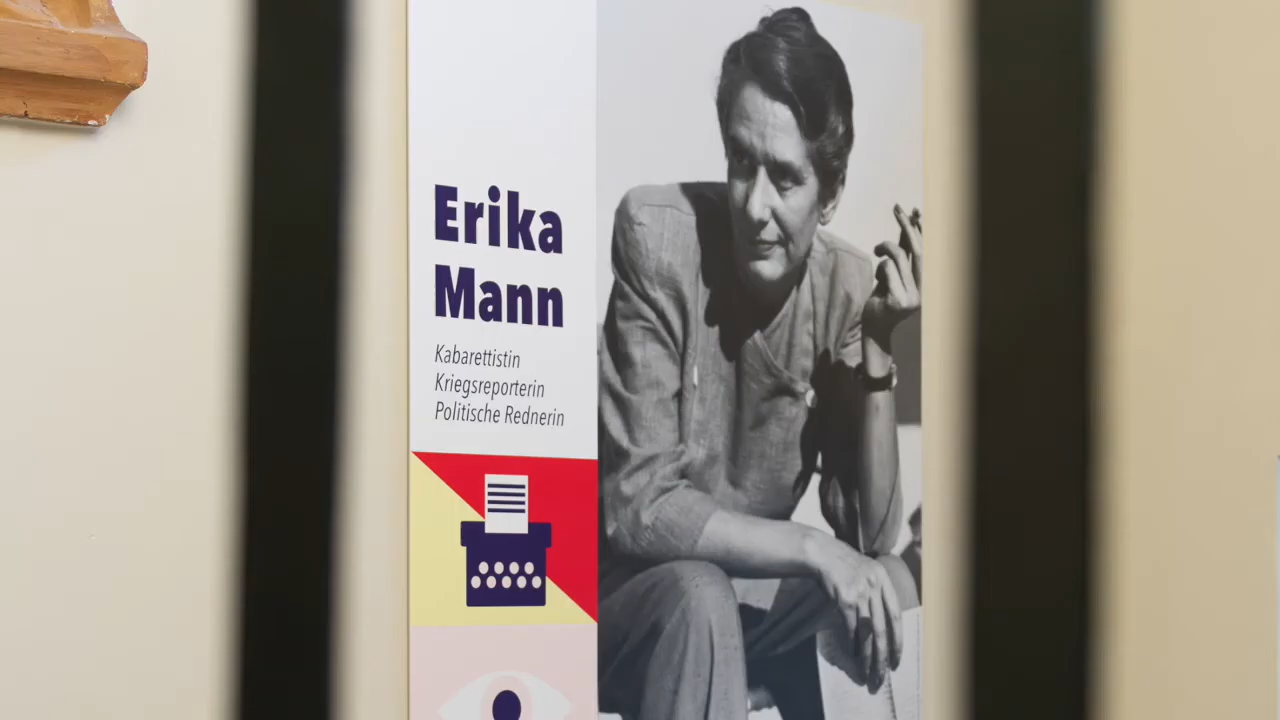 Erika
Mann
Kabarettistin
Kriegsreporterin
Politische Rednerin